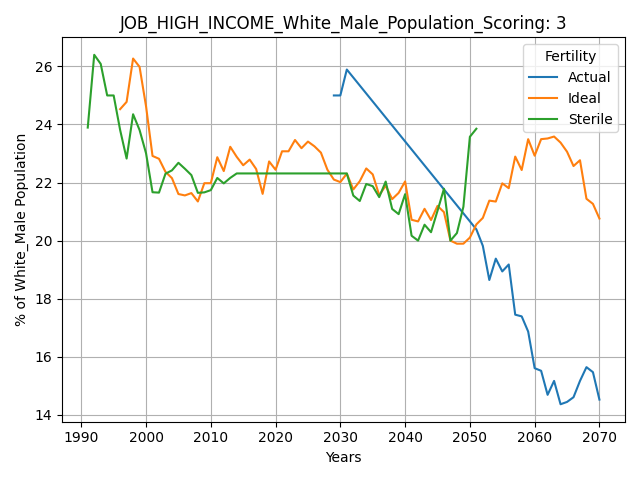 JOB_HIGH_INCOME_White_Male_Population_Scoring: 3
Fertility
Actual
Ideal
Sterile
% of White_Male Population
26
24
22
20
18
16
14
1990 2000 2010 2020 2030 2040 2050 2060 2070
Years